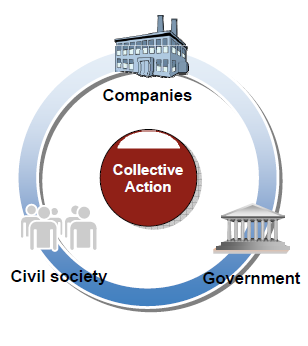 Companies
Collective
Action
Civil society
Government